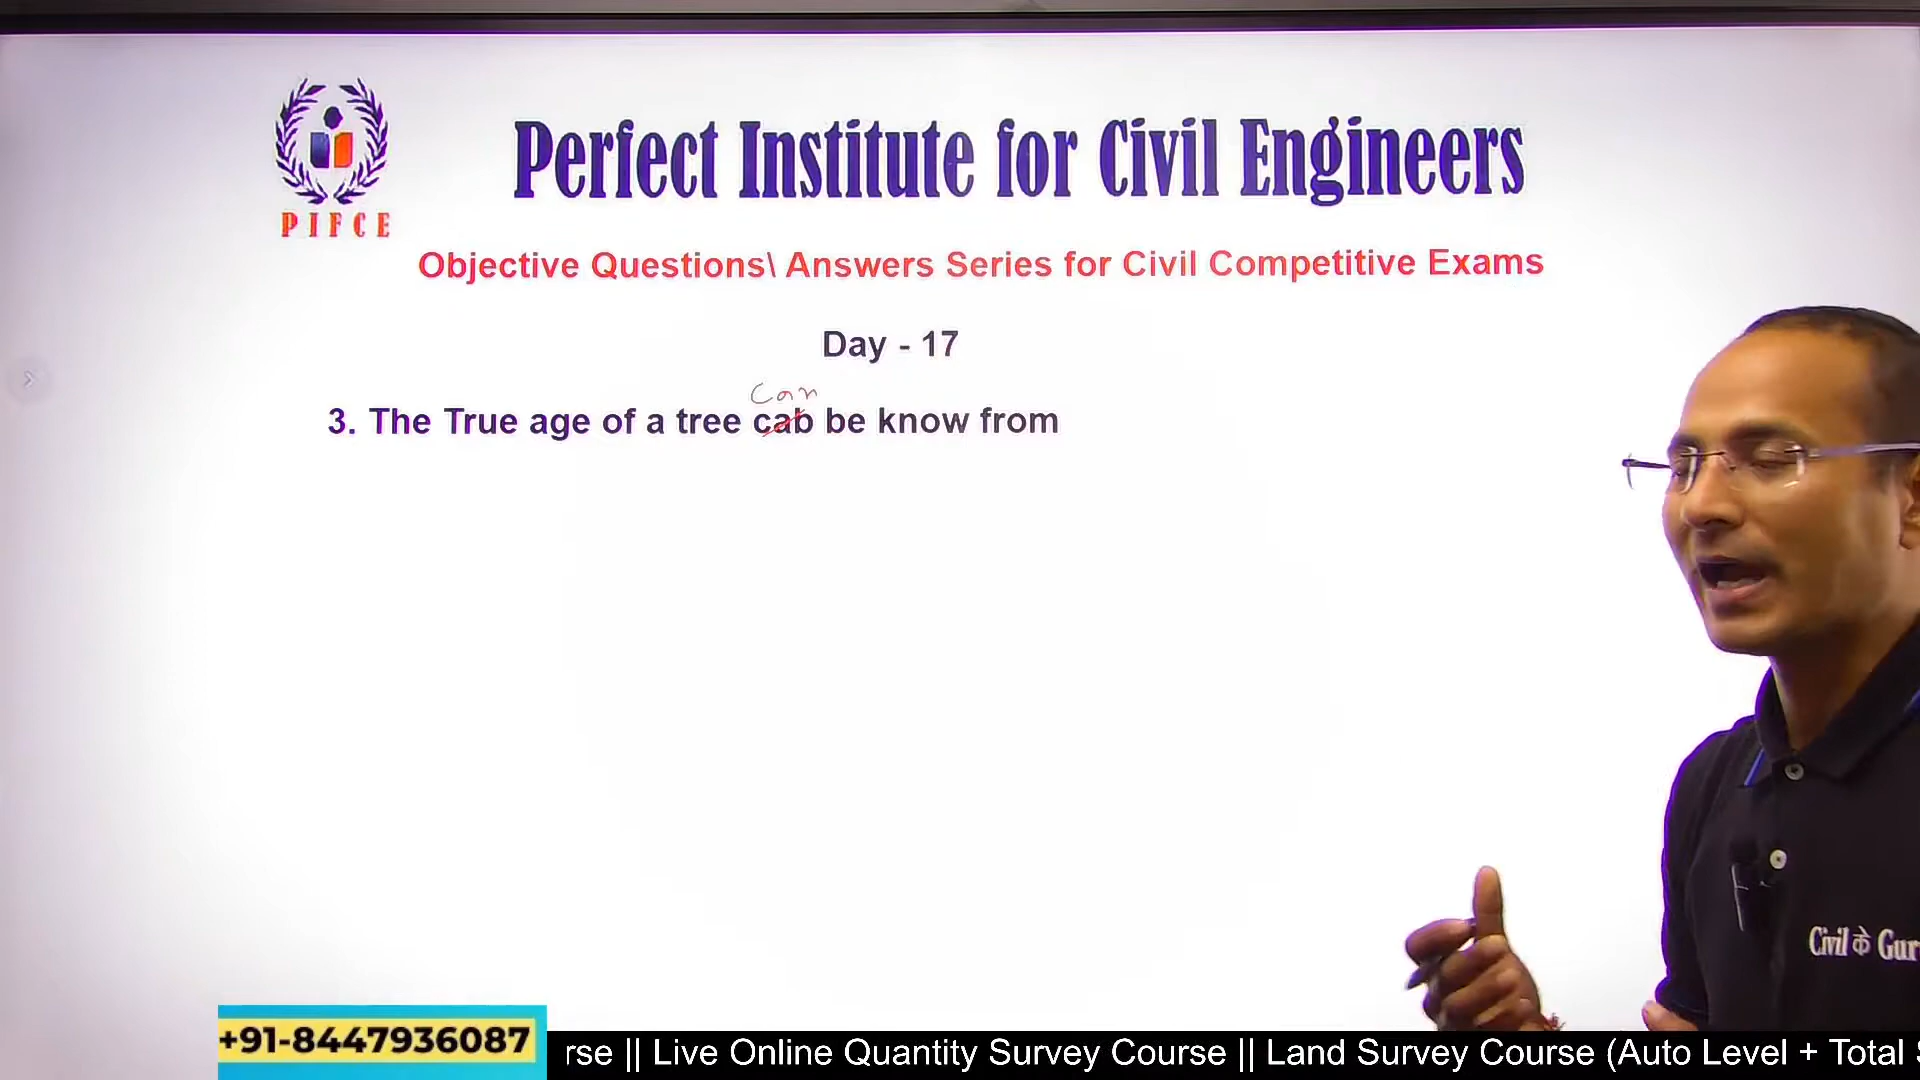 Perfect Institute for Civil Engineers
PIFCE
Objective Questions\ Answers Series for Civil Competitive Exams
Day - 17
can
3. The True age of a tree cab be know from
Civil के Gur
+91-8447936087
rse || Live Online Quantity Survey Course || Land Survey Course (Auto Level + Total S